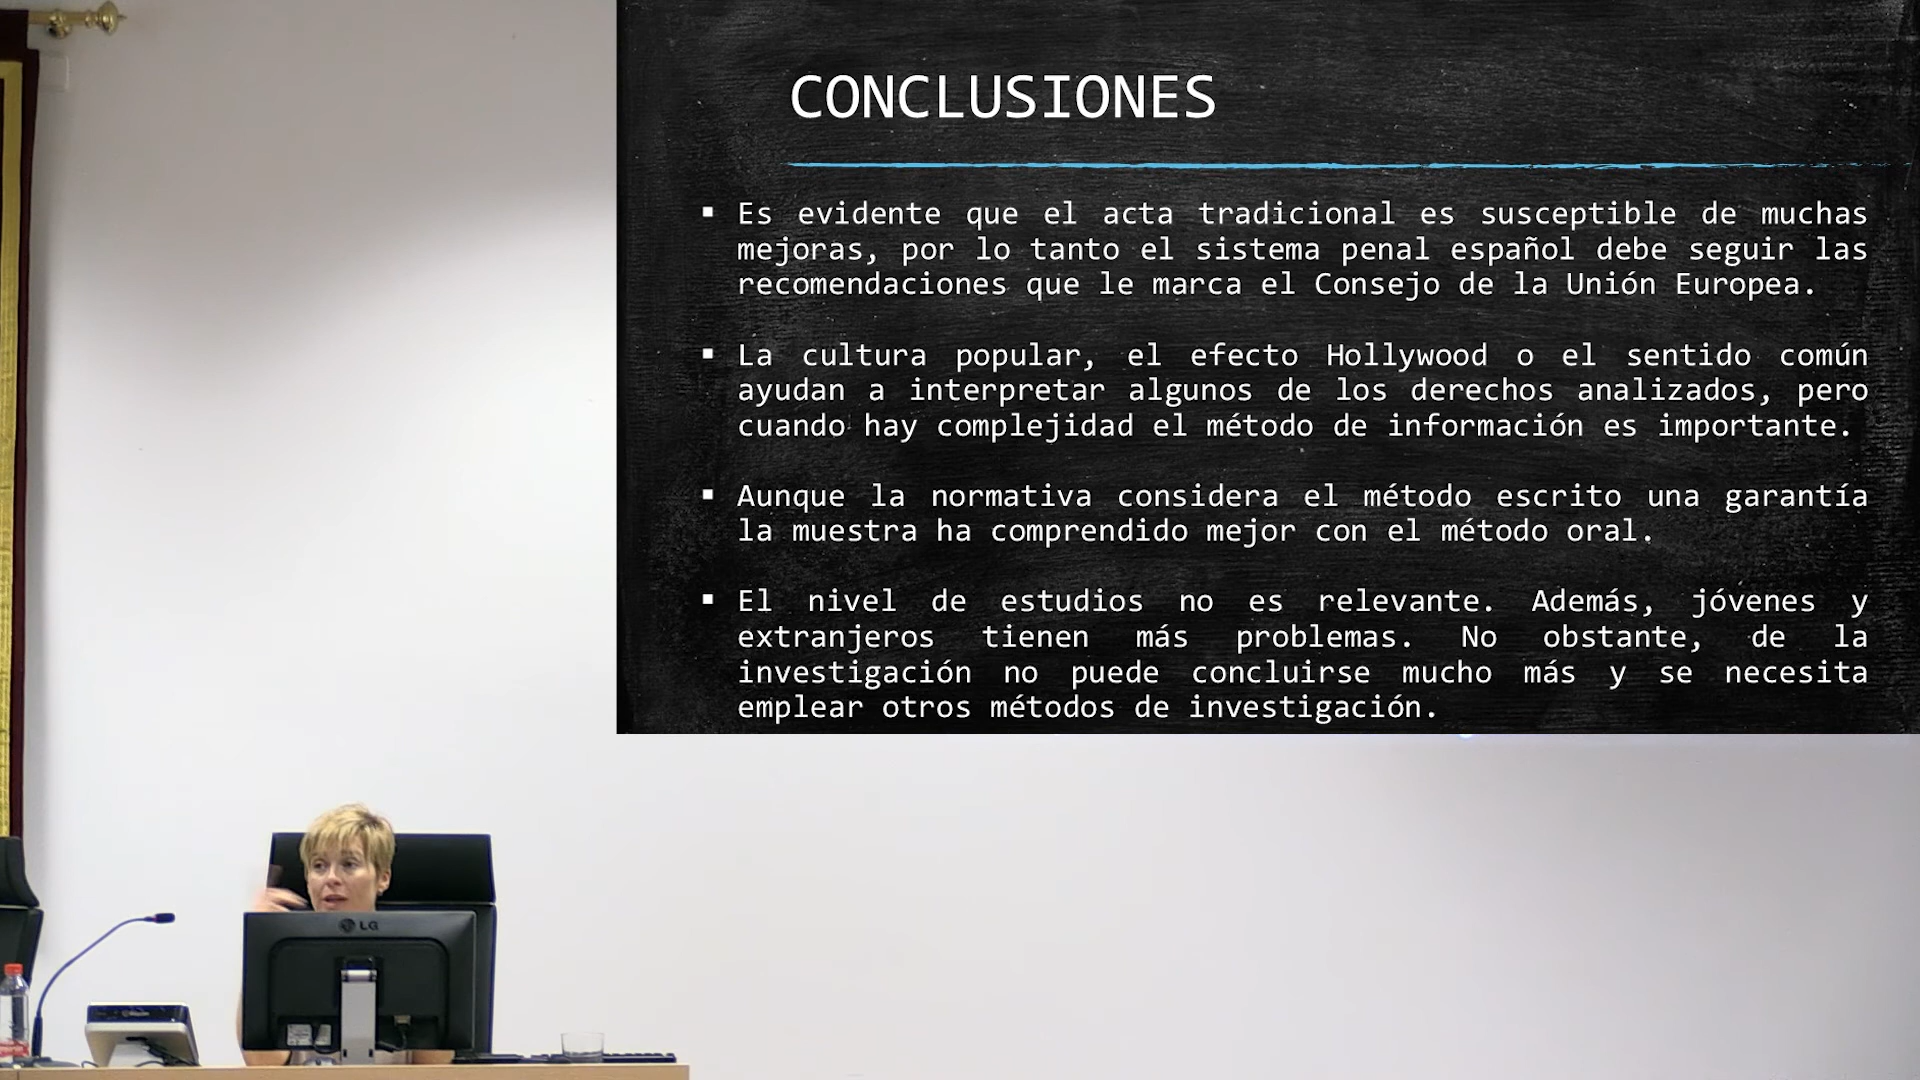 CONCLUSIONES
▪ Es evidente que el acta tradicional es susceptible de muchas
mejoras, por lo tanto el sistema penal español debe seguir las
recomendaciones que le marca el Consejo de la Unión Europea.
▪ La cultura popular, el efecto Hollywood o el sentido común
ayudan a interpretar algunos de los derechos analizados, pero
cuando hay complejidad el método de información es importante.
▪ Aunque la normativa considera el método escrito una garantía
la muestra ha comprendido mejor con el método oral.
▪ El nivel de estudios no es relevante. Además, jóvenes y
extranjeros tienen más problemas. No obstante, de la
investigación no puede concluirse mucho más y se necesita
emplear otros métodos de investigación.
LG